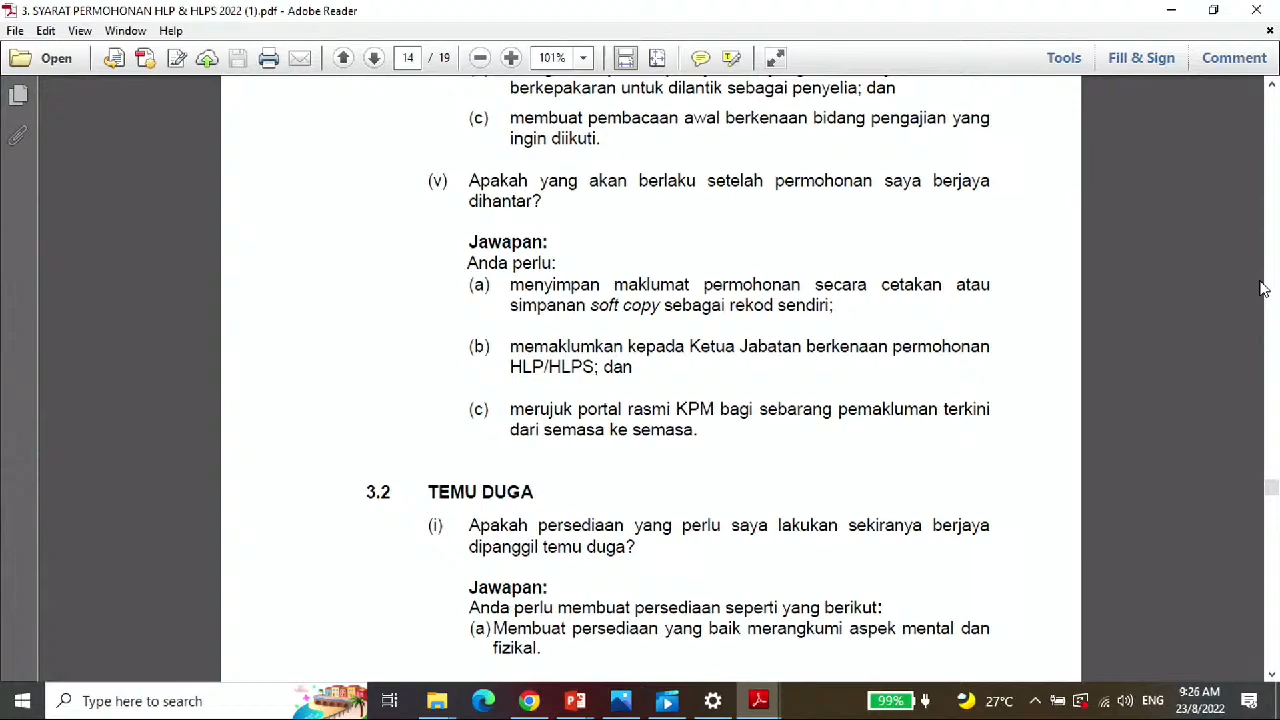 3. SYARAT PERMOHONAN HLP & HLPS 2022 (1).pdf - Adobe Reader
File Edit View Window Help
Open 14 / 19 101% Tools Fill & Sign Comment
berkepakaran untuk dilantik sebagai penyelia; dan
(c) membuat pembacaan awal berkenaan bidang pengajian yang
ingin diikuti.
(v) Apakah yang akan berlaku setelah permohonan saya berjaya
dihantar?
Jawapan:
Anda perlu:
(a) menyimpan maklumat permohonan secara cetakan atau
simpanan soft copy sebagai rekod sendiri;
(b) memaklumkan kepada Ketua Jabatan berkenaan permohonan
HLP/HLPS; dan
(c) merujuk portal rasmi KPM bagi sebarang pemakluman terkini
dari semasa ke semasa.
3.2 TEMU DUGA
(i) Apakah persediaan yang perlu saya lakukan sekiranya berjaya
dipanggil temu duga?
Jawapan:
Anda perlu membuat persediaan seperti yang berikut:
(a) Membuat persediaan yang baik merangkumi aspek mental dan
fizikal.
Type here to search 99% 27°C ENG 9:26 AM
23/8/2022